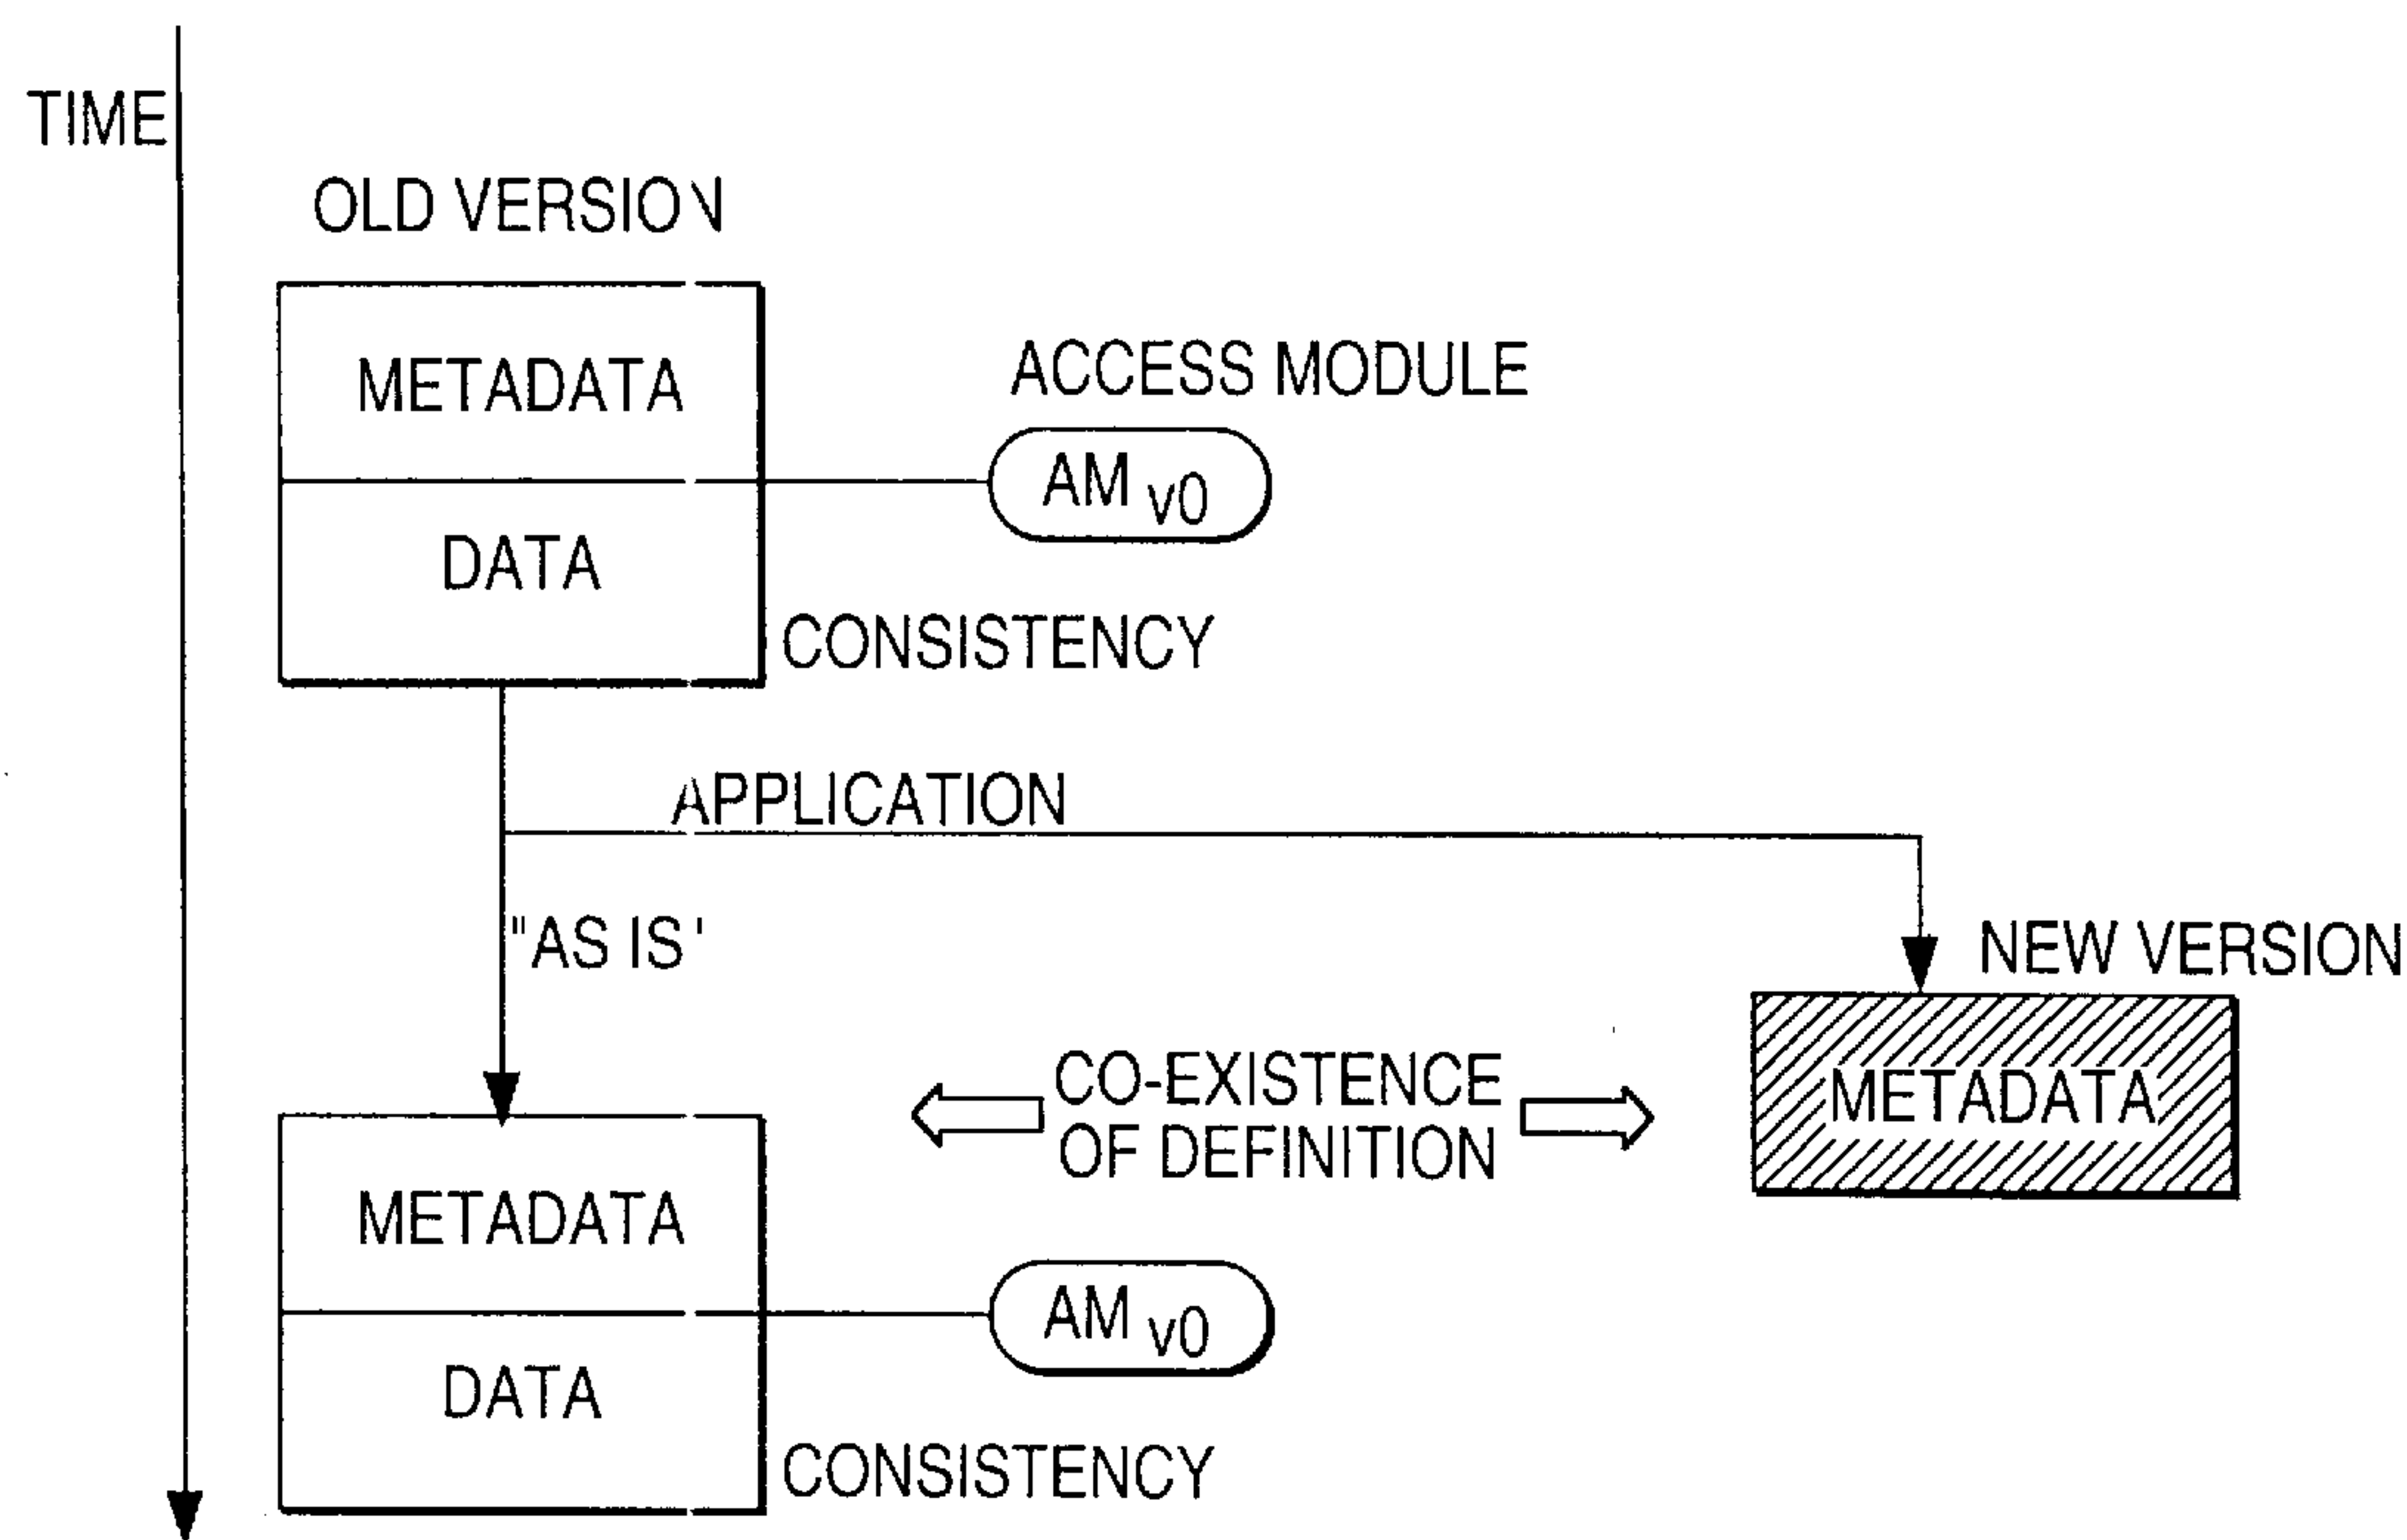 TIME
OLD VERSION
METADATA
ACCESS MODULE
AM v0
DATA
CONSISTENCY
APPLICATION
"AS IS'
NEW VERSION
CO-EXISTENCE
OF DEFINITION
METADATA
METADATA
AM v0
DATA
CONSISTENCY